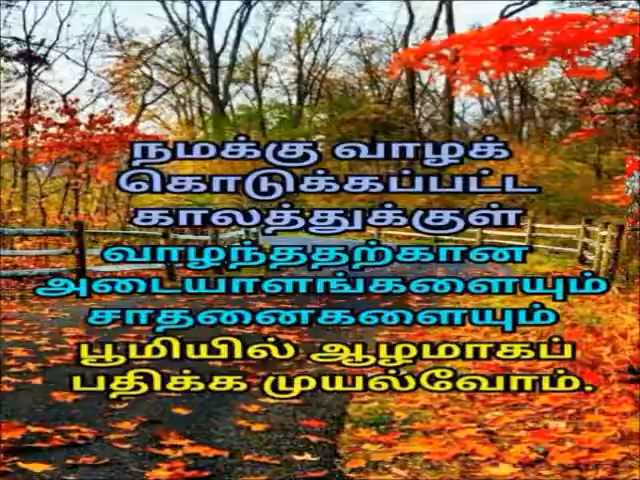 நமக்கு வாழக்
கொடுக்கப்பட்ட
காலத்துக்குள்
வாழ்ந்ததற்கான
அடையாளங்களையும்
சாதனைகளையும்
பூமியில் ஆழமாகப்
பதிக்க முயல்வோம்.